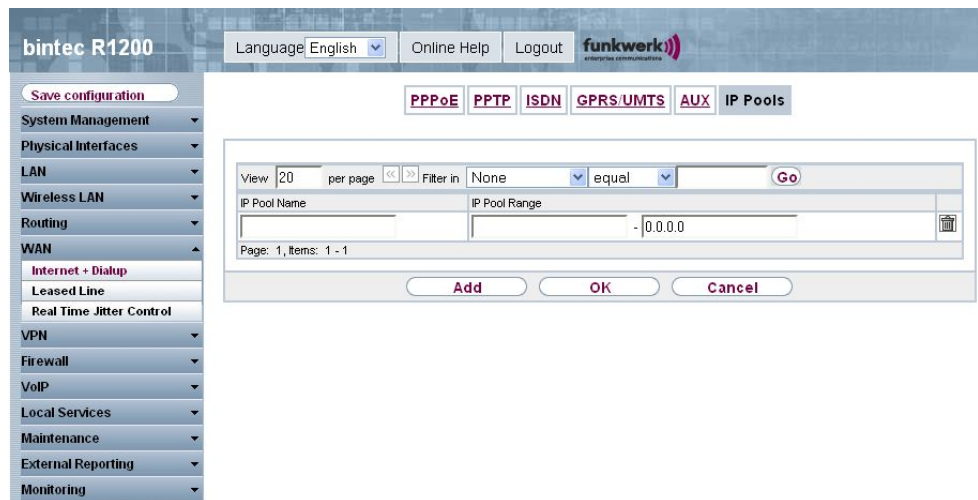 bintec R1200
Language English
Online Help
Logout
funkwerk
enterprise communications
Save configuration
System Management
Physical Interfaces
LAN
Wireless LAN
Routing
WAN
Internet + Dialup
Leased Line
Real Time Jitter Control
VPN
Firewall
VoIP
Local Services
Maintenance
External Reporting
Monitoring
PPPoE PPTP ISDN GPRS/UMTS AUX IP Pools
View 20 per page << >> Filter in None equal Go
IP Pool Name IP Pool Range
- 0.0.0.0
Page: 1, Items: 1 - 1
Add OK Cancel